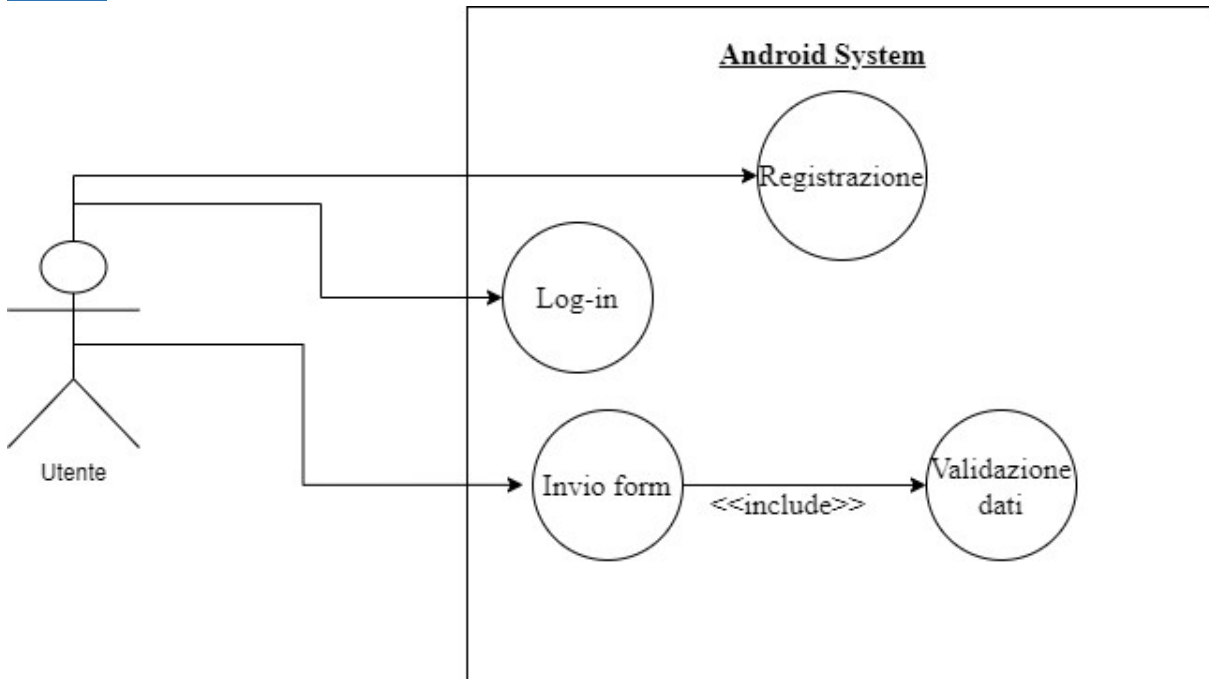 Android System
Registrazione
Log-in
Utente
Invio form
<<include>>
Validazione
dati